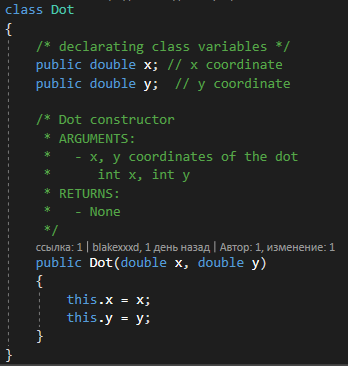 class Dot
{
    /* declarating class variables */
    public double x; // x coordinate
    public double y;  // y coordinate

    /* Dot constructor
     * ARGUMENTS:
     *   - x, y coordinates of the dot
     *      int x, int y
     * RETURNS:
     *   - None
     */
    ссылка: 1 | blakexxxd, 1 день назад | Автор: 1, изменение: 1
    public Dot(double x, double y)
    {
        this.x = x;
        this.y = y;
    }
}